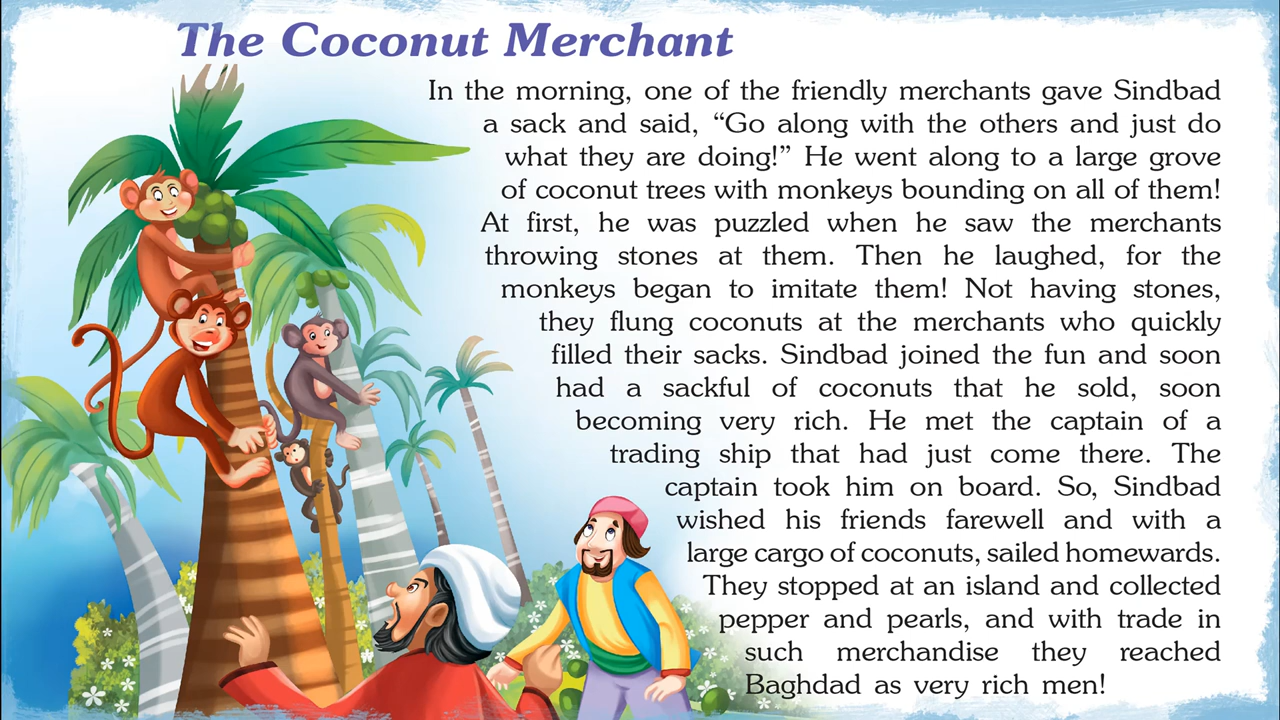 The Coconut Merchant
In the morning, one of the friendly merchants gave Sindbad
a sack and said, “Go along with the others and just do
what they are doing!” He went along to a large grove
of coconut trees with monkeys bounding on all of them!
At first, he was puzzled when he saw the merchants
throwing stones at them. Then he laughed, for the
monkeys began to imitate them! Not having stones,
they flung coconuts at the merchants who quickly
filled their sacks. Sindbad joined the fun and soon
had a sackful of coconuts that he sold, soon
becoming very rich. He met the captain of a
trading ship that had just come there. The
captain took him on board. So, Sindbad
wished his friends farewell and with a
large cargo of coconuts, sailed homewards.
They stopped at an island and collected
pepper and pearls, and with trade in
such merchandise they reached
Baghdad as very rich men!